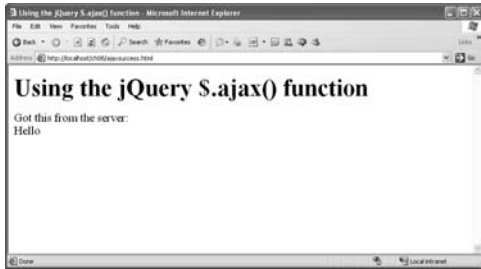 Using the jQuery $.ajax() function - Microsoft Internet Explorer
File Edit View Favorites Tools Help
Back Search Favorites
Address http://localhost/ch06/ajaxsuccess.html Go Links
Using the jQuery $.ajax() function
Got this from the server:
Hello
Done Local intranet